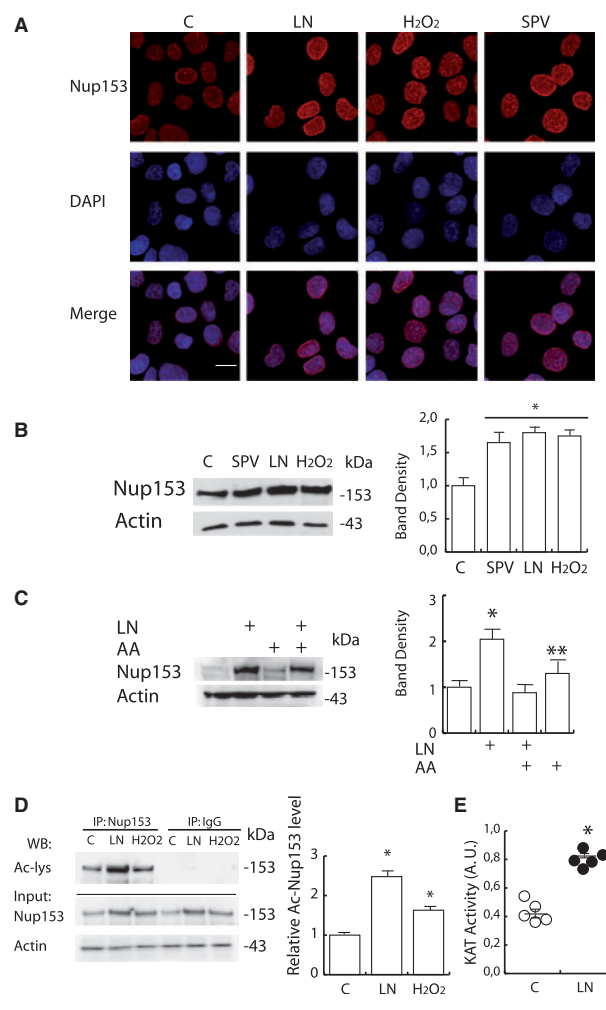 A
C LN H2O2 SPV
Nup153
DAPI
Merge
B
C SPV LN H2O2 kDa
Nup153 -153
Actin -43
Band Density
2,0
1,5
1,0
0,5
0,0
C SPV LN H2O2
*
C
LN + +
AA + +
kDa
Nup153 -153
Actin -43
Band Density
3
2
1
0
* **
LN + +
AA + +
D
IP: Nup153 IP: IgG
WB: C LN H2O2 C LN H2O2 kDa
Ac-lys -153
Input:
Nup153 -153
Actin -43
Relative Ac-Nup153 level
3
2
1
0
* *
C LN H2O2
E
KAT Activity (A. U.)
1,0
0,8
0,6
0,4
0,2
0,0
*
C LN